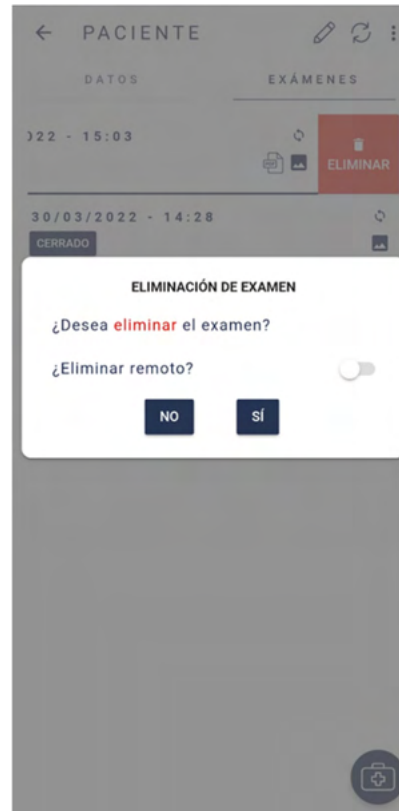 PACIENTE
DATOS EXÁMENES
022 - 15:03
ELIMINAR
30/03/2022 - 14:28
CERRADO
ELIMINACIÓN DE EXAMEN
¿Desea eliminar el examen?
¿Eliminar remoto?
NO SÍ